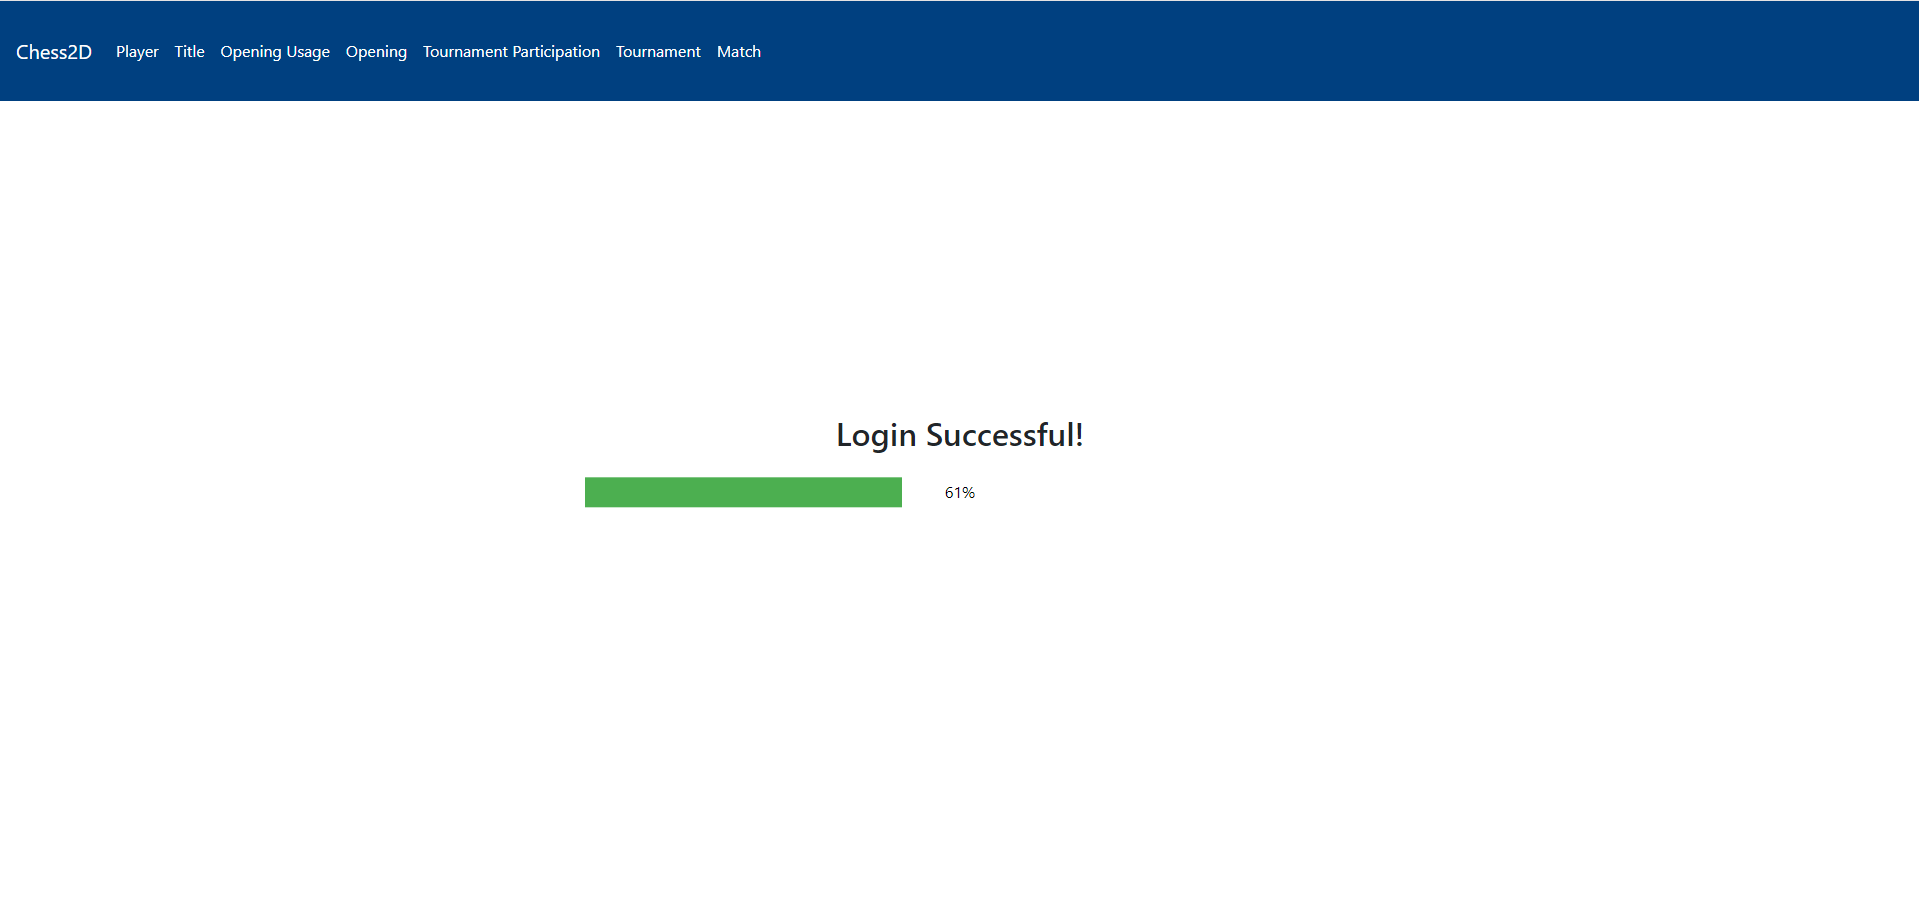 Chess2D Player Title Opening Usage Opening Tournament Participation Tournament Match
Login Successful!
61%